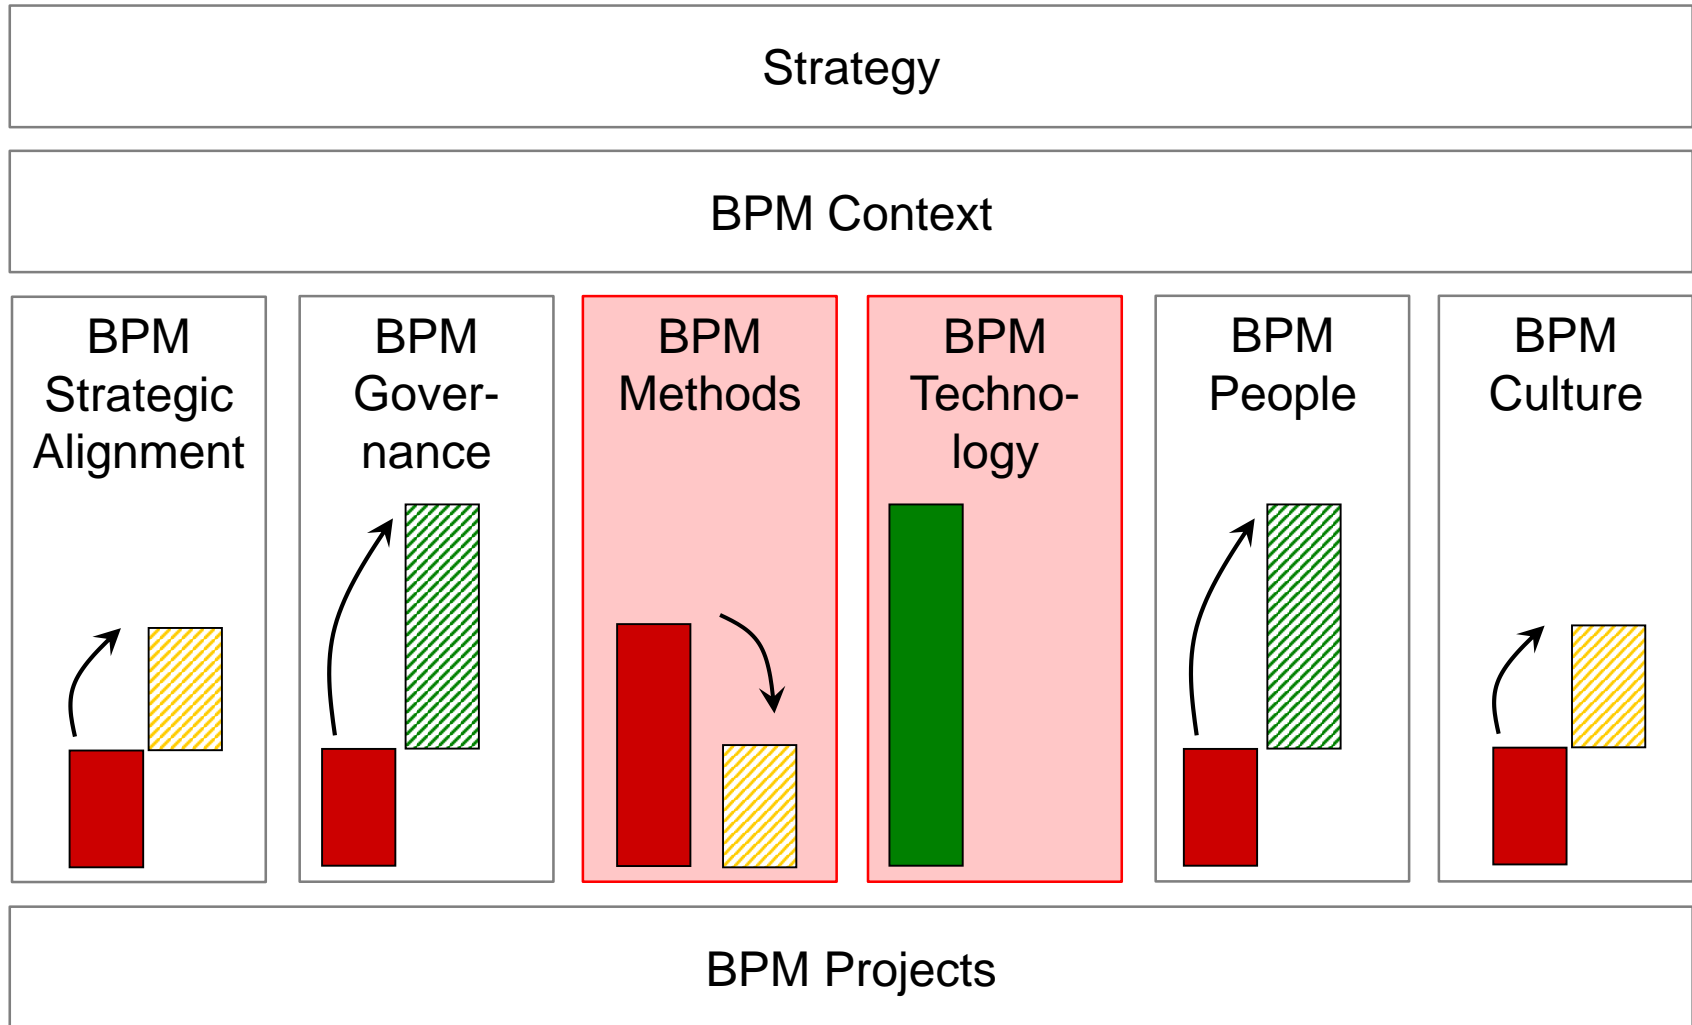 Strategy
BPM Context
BPM
Strategic
Alignment
BPM
Gover-
nance
BPM
Methods
BPM
Techno-
logy
BPM
People
BPM
Culture
BPM Projects